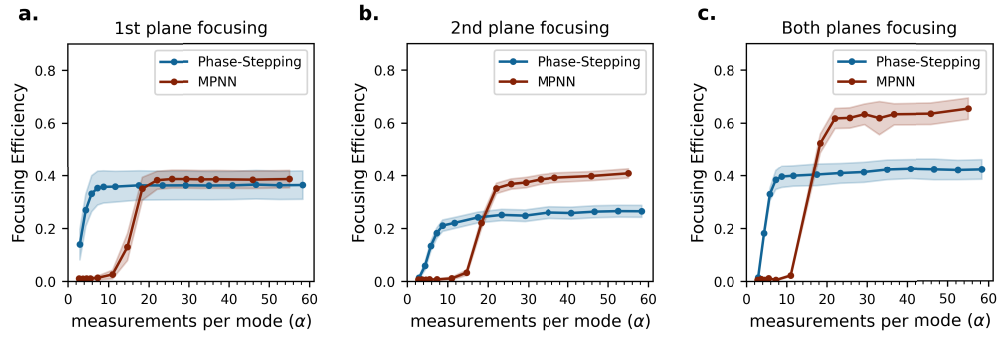 a.
1st plane focusing
Focusing Efficiency
0.8
0.6
0.4
0.2
0.0
Phase-Stepping
MPNN
0 10 20 30 40 50 60
measurements per mode (α)
b.
2nd plane focusing
Focusing Efficiency
0.8
0.6
0.4
0.2
0.0
Phase-Stepping
MPNN
0 10 20 30 40 50 60
measurements per mode (α)
c.
Both planes focusing
Focusing Efficiency
0.8
0.6
0.4
0.2
0.0
Phase-Stepping
MPNN
0 10 20 30 40 50 60
measurements per mode (α)